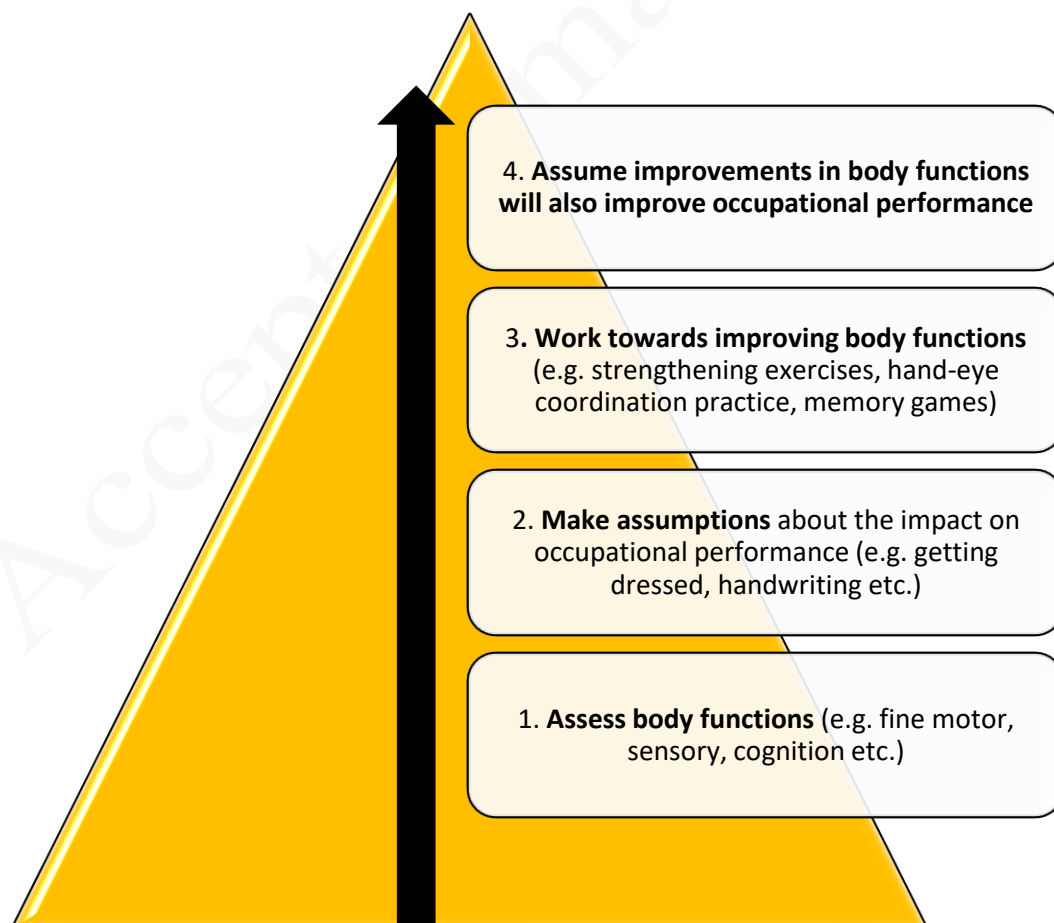 4. Assume improvements in body functions
will also improve occupational performance
3. Work towards improving body functions
(e.g. strengthening exercises, hand-eye
coordination practice, memory games)
2. Make assumptions about the impact on
occupational performance (e.g. getting
dressed, handwriting etc.)
1. Assess body functions (e.g. fine motor,
sensory, cognition etc.)
Accent